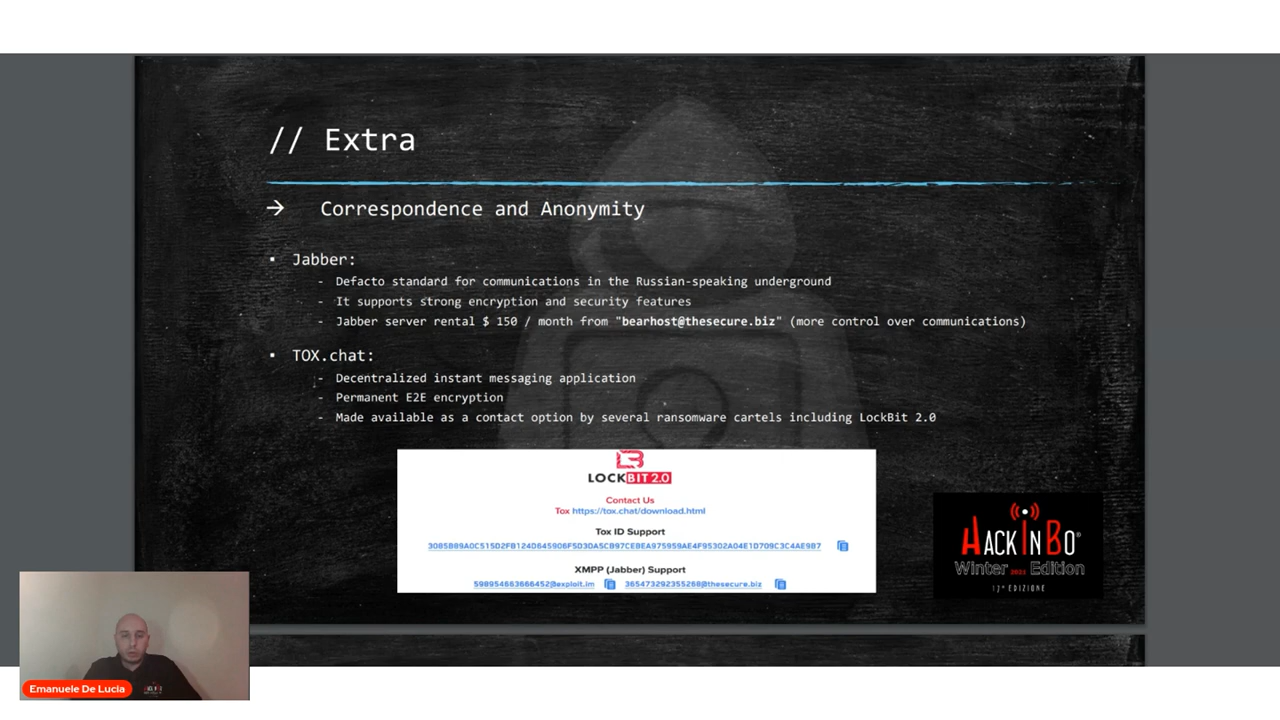 // Extra
→ Correspondence and Anonymity
▪ Jabber:
- Defacto standard for communications in the Russian-speaking underground
- It supports strong encryption and security features
- Jabber server rental $ 150 / month from "bearhost@thesecure.biz" (more control over communications)
▪ TOX.chat:
- Decentralized instant messaging application
- Permanent E2E encryption
- Made available as a contact option by several ransomware cartels including LockBit 2.0
LOCKBIT 2.0
Contact Us
Tox https://tox.chat/download.html
Tox ID Support
XMPP (Jabber) Support
598954663666452@exploit.im 365473292355268@thesecure.biz
HACKINBO®
Winter 2021 Edition
17ª EDIZIONE
Emanuele De Lucia